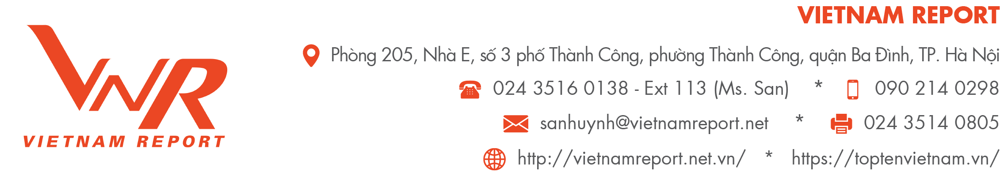 VNR
VIETNAM REPORT
VIETNAM REPORT
Phòng 205, Nhà E, số 3 phố Thành Công, phường Thành Công, quận Ba Đình, TP. Hà Nội
024 3516 0138 - Ext 113 (Ms. San) * 090 214 0298
sanhuynh@vietnamreport.net * 024 3514 0805
http://vietnamreport.net.vn/ * https://toptenvietnam.vn/